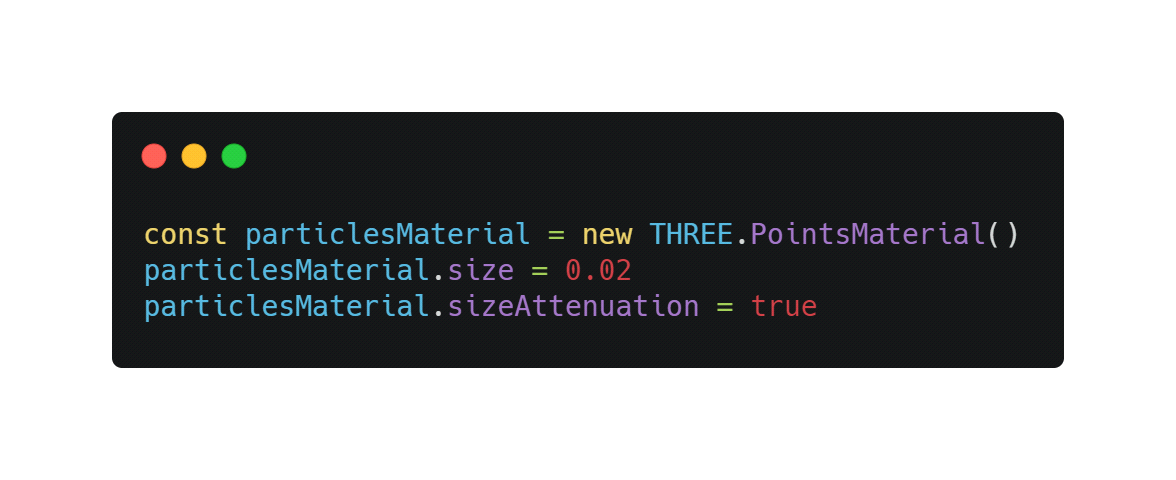 const particlesMaterial = new THREE.PointsMaterial()
particlesMaterial.size = 0.02
particlesMaterial.sizeAttenuation = true